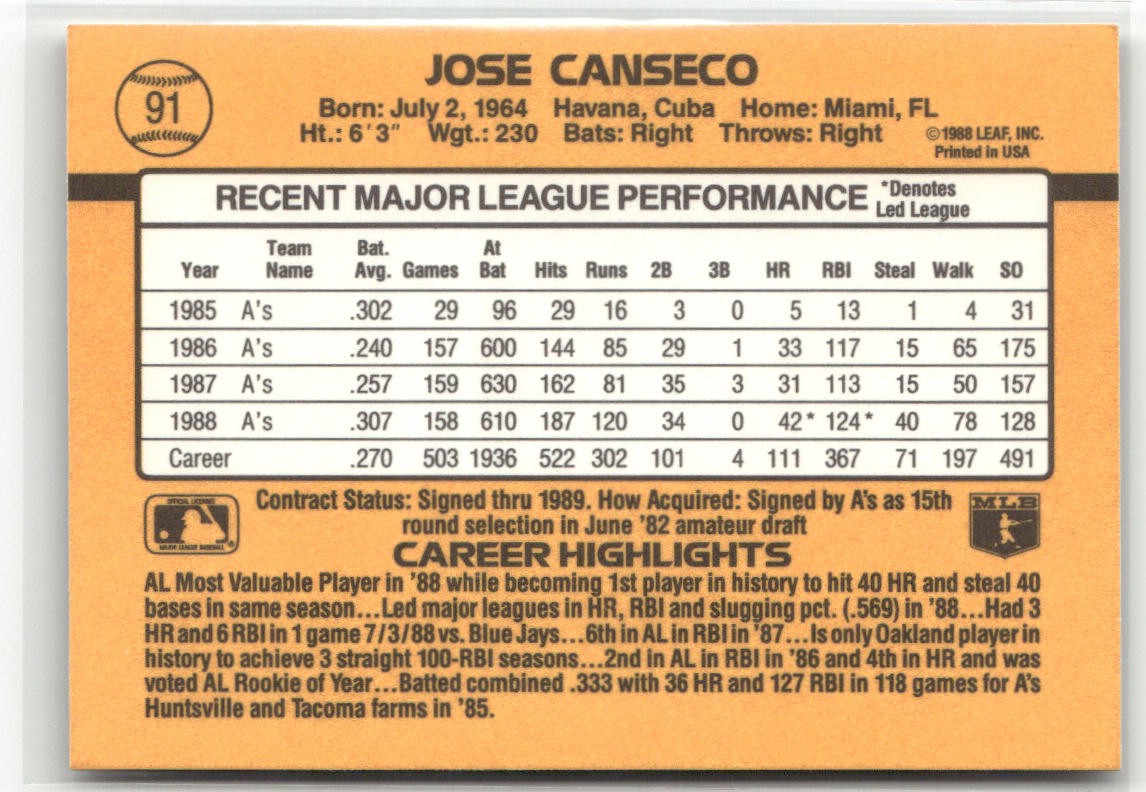 91
JOSE CANSECO
Born: July 2, 1964 Havana, Cuba Home: Miami, FL
Ht.: 6'3" Wgt.: 230 Bats: Right Throws: Right
©1988 LEAF, INC.
Printed in USA
RECENT MAJOR LEAGUE PERFORMANCE *Denotes Led League
Year Team Name Bat. Avg. Games At Bat Hits Runs 2B 3B HR RBI Steal Walk SO
1985 A's .302 29 96 29 16 3 0 5 13 1 4 31
1986 A's .240 157 600 144 85 29 1 33 117 15 65 175
1987 A's .257 159 630 162 81 35 3 31 113 15 50 157
1988 A's .307 158 610 187 120 34 0 42* 124* 40 78 128
Career .270 503 1936 522 302 101 4 111 367 71 197 491
OFFICIAL LICENSEE
MAJOR LEAGUE BASEBALL
Contract Status: Signed thru 1989. How Acquired: Signed by A's as 15th
round selection in June '82 amateur draft
MLB
CAREER HIGHLIGHTS
AL Most Valuable Player in '88 while becoming 1st player in history to hit 40 HR and steal 40
bases in same season...Led major leagues in HR, RBI and slugging pct. (.569) in '88...Had 3
HR and 6 RBI in 1 game 7/3/88 vs. Blue Jays...6th in AL in RBI in '87...Is only Oakland player in
history to achieve 3 straight 100-RBI seasons...2nd in AL in RBI in '86 and 4th in HR and was
voted AL Rookie of Year...Batted combined .333 with 36 HR and 127 RBI in 118 games for A's
Huntsville and Tacoma farms in '85.